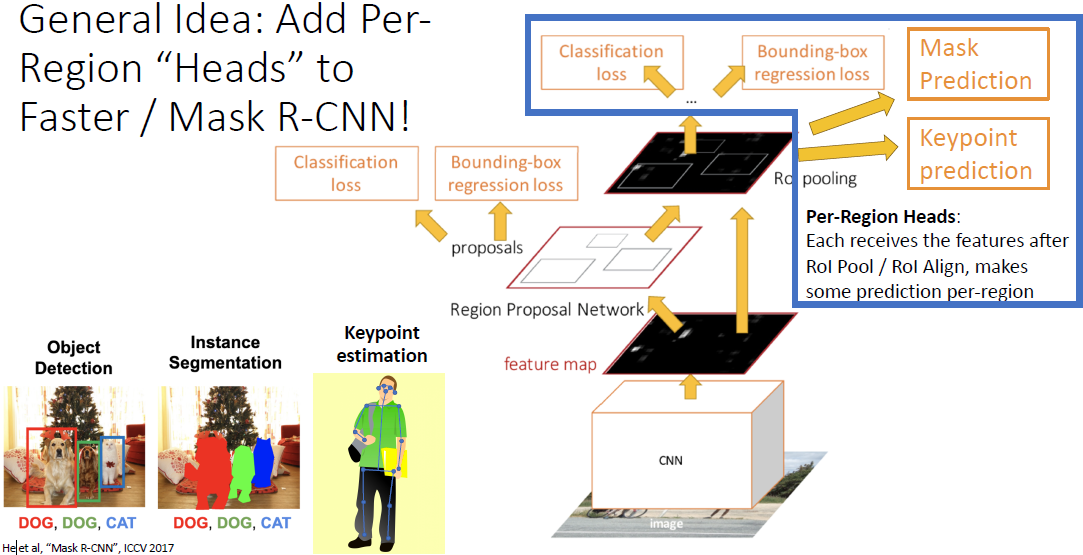 General Idea: Add Per-
Region “Heads” to
Faster / Mask R-CNN!
Classification
loss
Bounding-box
regression loss
Mask
Prediction
...
Keypoint
prediction
Classification
loss
Bounding-box
regression loss
RoI pooling
Per-Region Heads:
Each receives the features after
RoI Pool / RoI Align, makes
some prediction per-region
proposals
Region Proposal Network
feature map
CNN
image
Object
Detection
Instance
Segmentation
Keypoint
estimation
DOG, DOG, CAT
DOG, DOG, CAT
He et al, “Mask R-CNN”, ICCV 2017